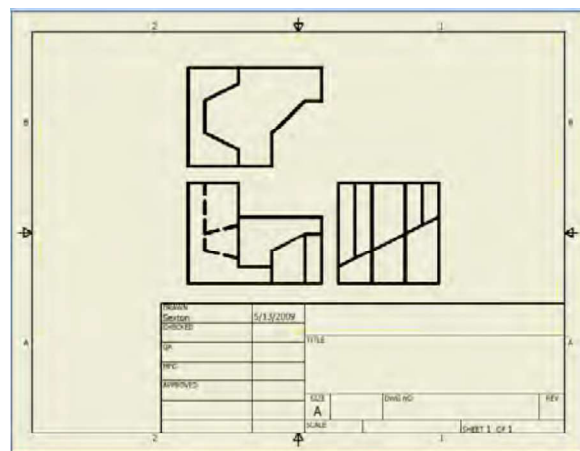 2
1
B
B
A
A
DRAWN
Sexton
5/13/2009
CHECKED
QA
MFG
APPROVED
TITLE
SIZE
A
DWG NO
REV
SCALE
SHEET 1 OF 1
2
1